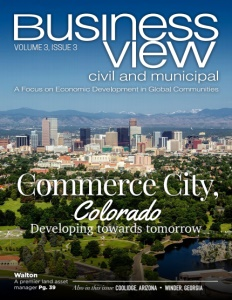 BUSINESS
view
VOLUME 3, ISSUE 3
civil and municipal
A Focus on Economic Development in Global Communities
Commerce City,
Colorado
Developing towards tomorrow
Walton
A premier land asset
manager Pg. 39
Also in this issue: COOLIDGE, ARIZONA • WINDER, GEORGIA